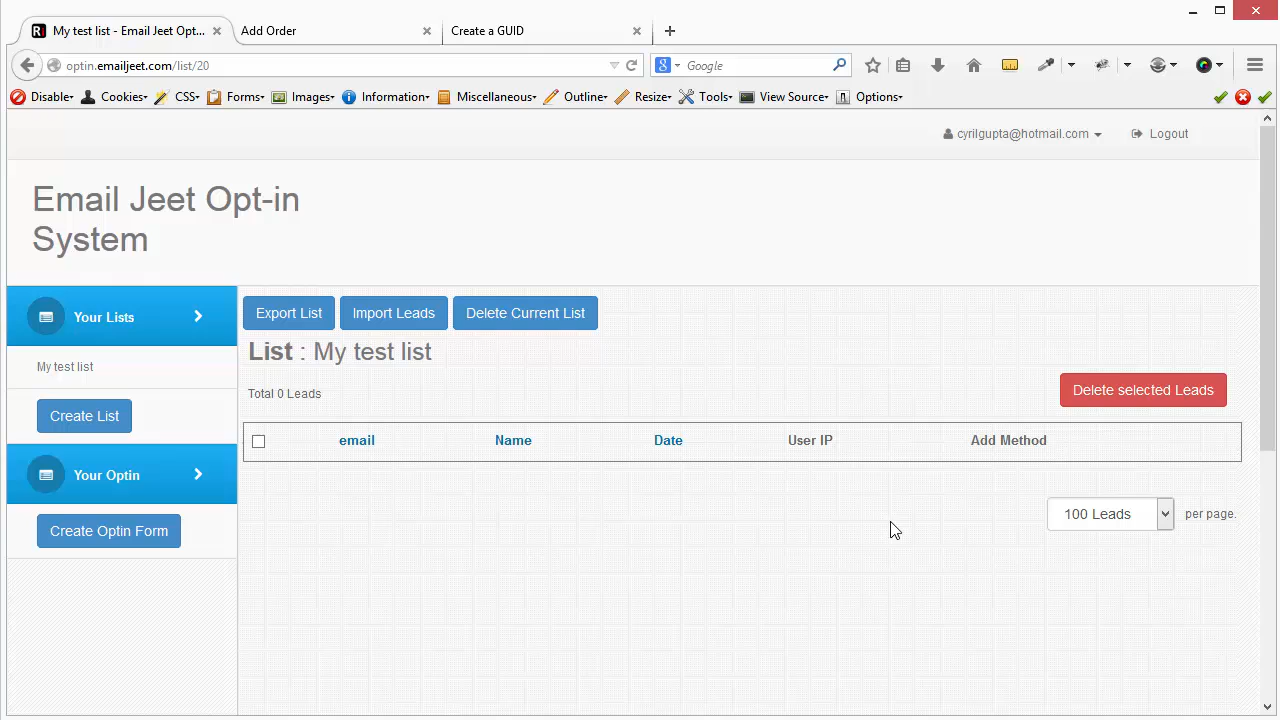 My test list - Email Jeet Opt...
Add Order
Create a GUID
optin.emailjeet.com/list/20
Google
Disable
Cookies
CSS
Forms
Images
Information
Miscellaneous
Outline
Resize
Tools
View Source
Options
cyrilgupta@hotmail.com
Logout
Email Jeet Opt-in
System
Your Lists
My test list
Create List
Your Optin
Create Optin Form
Export List
Import Leads
Delete Current List
List : My test list
Total 0 Leads
Delete selected Leads
email
Name
Date
User IP
Add Method
100 Leads
per page.